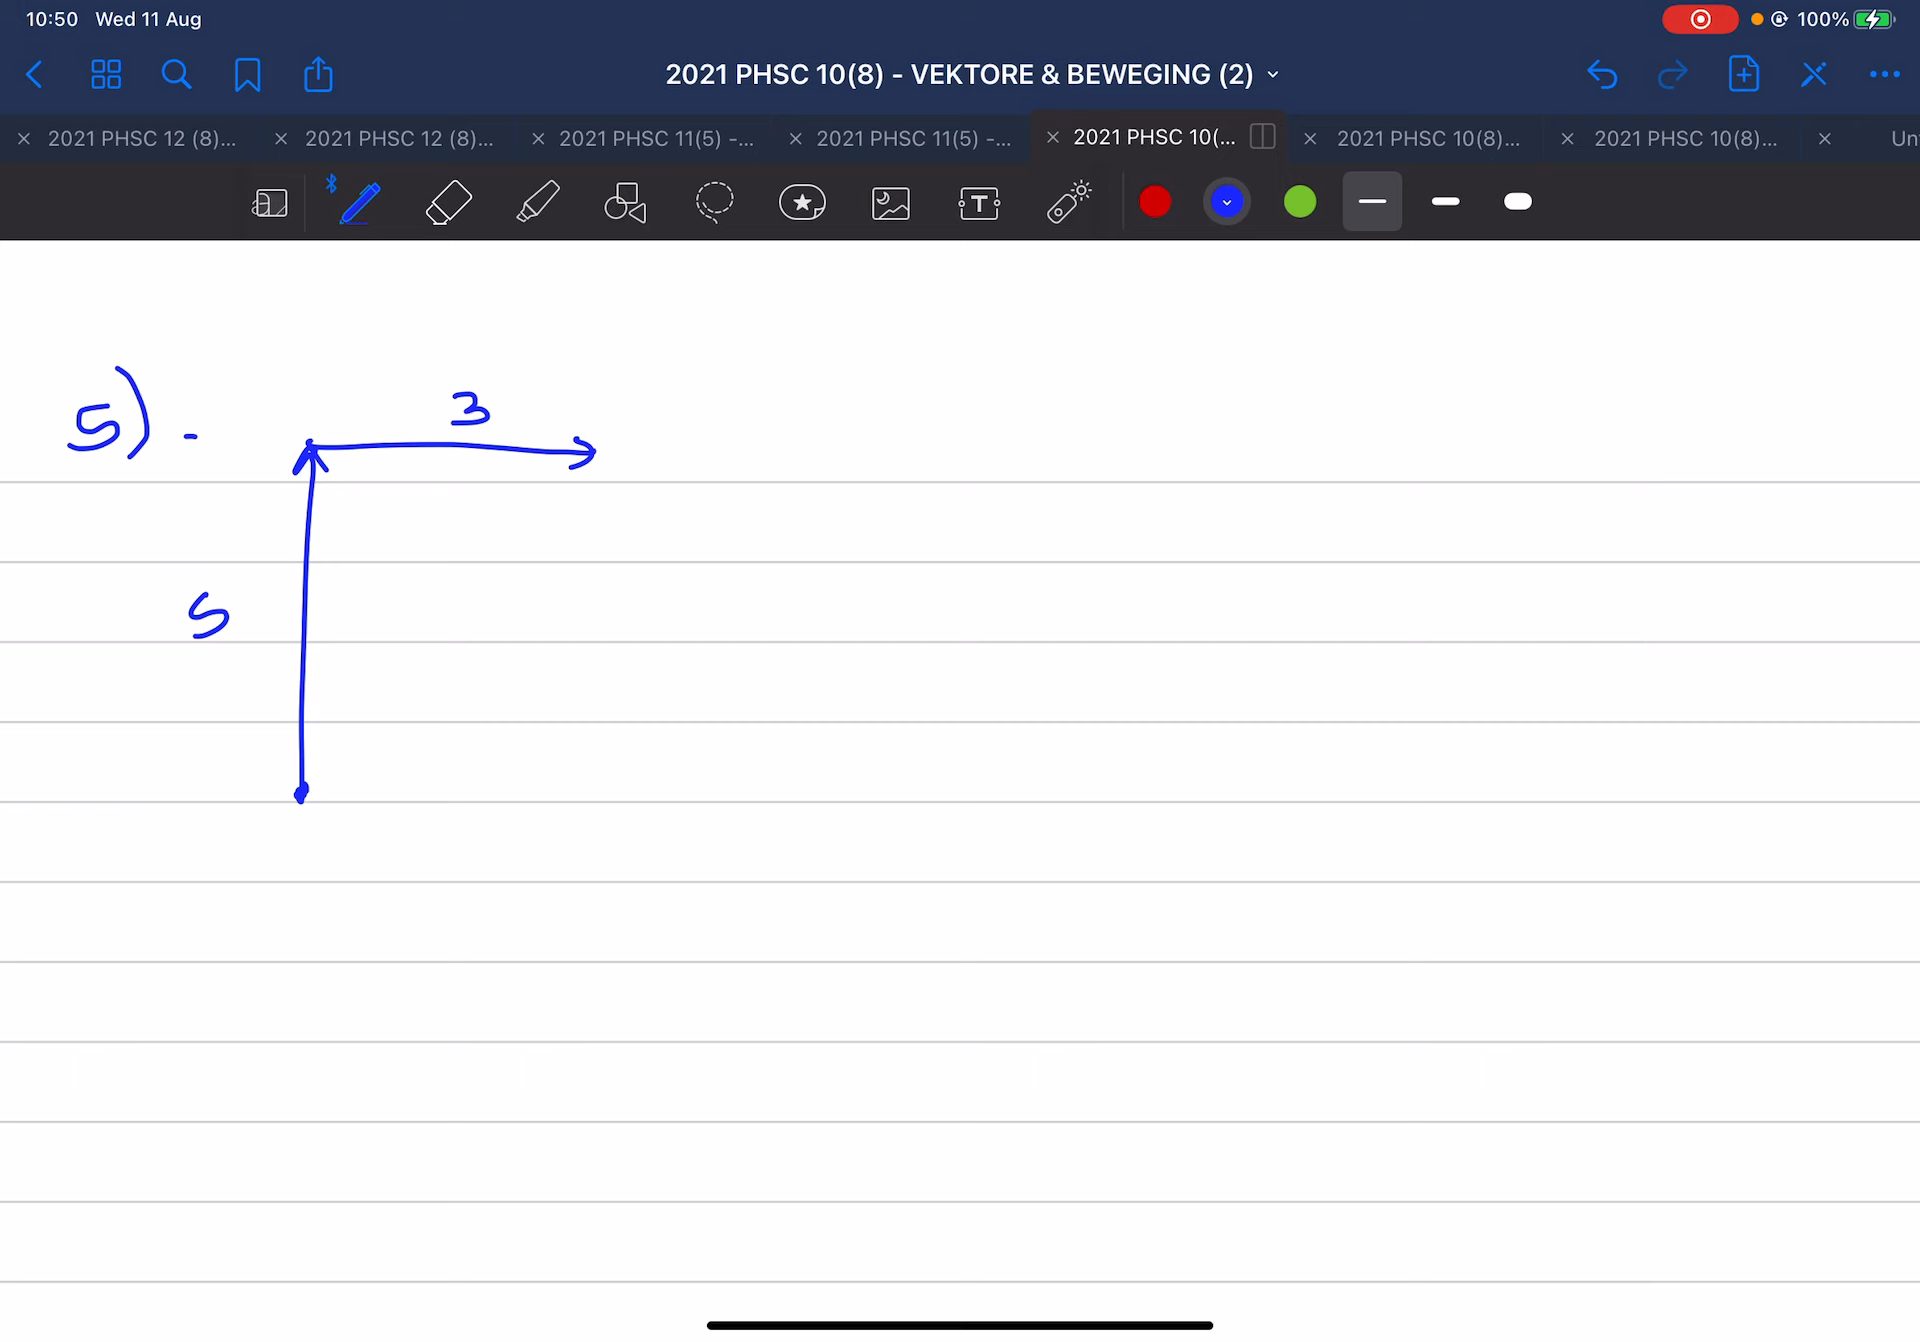 10:50 Wed 11 Aug
100%
2021 PHSC 10(8) - VEKTORE & BEWEGING (2)
2021 PHSC 12 (8)...
2021 PHSC 12 (8)...
2021 PHSC 11(5) -...
2021 PHSC 11(5) -...
2021 PHSC 10(...
2021 PHSC 10(8)...
2021 PHSC 10(8)...
Un
T
5) -
3
5